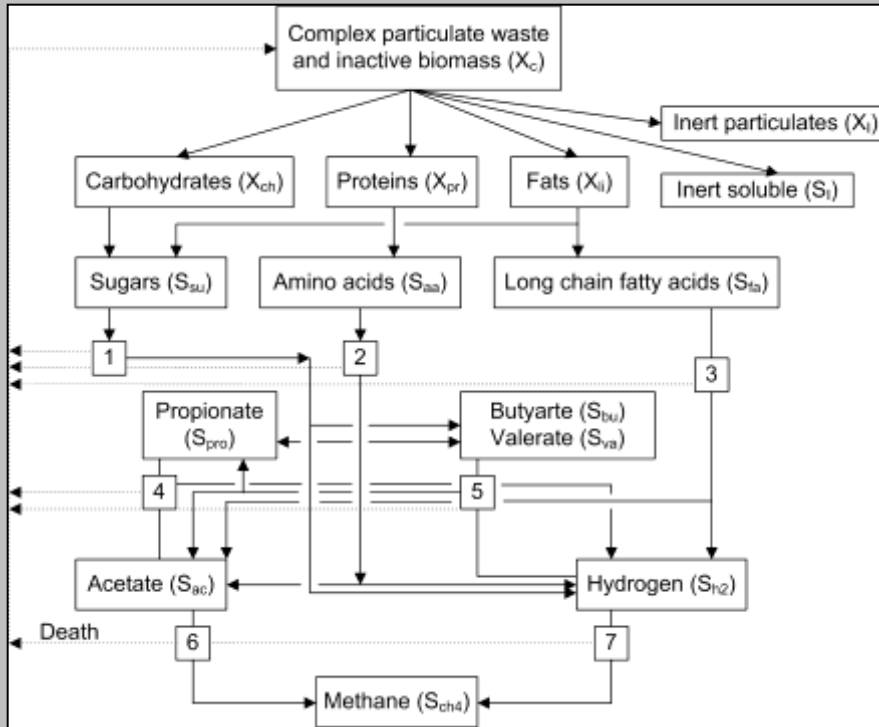 Complex particulate waste
and inactive biomass (Xc)
Inert particulates (XI)
Carbohydrates (Xch)
Proteins (Xpr)
Fats (Xli)
Inert soluble (SI)
Sugars (Ssu)
Amino acids (Saa)
Long chain fatty acids (Sfa)
1
2
3
Propionate
(Spro)
Butyarte (Sbu)
Valerate (Sva)
4
5
Acetate (Sac)
Hydrogen (Sh2)
Death
6
7
Methane (Sch4)